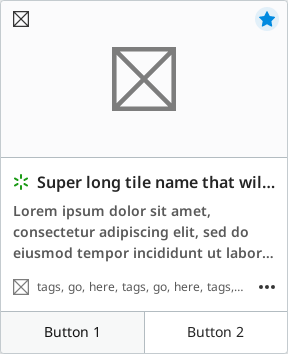 Super long tile name that wil...
Lorem ipsum dolor sit amet,
consectetur adipiscing elit, sed do
eiusmod tempor incididunt ut labor...
tags, go, here, tags, go, here, tags,...
Button 1
Button 2